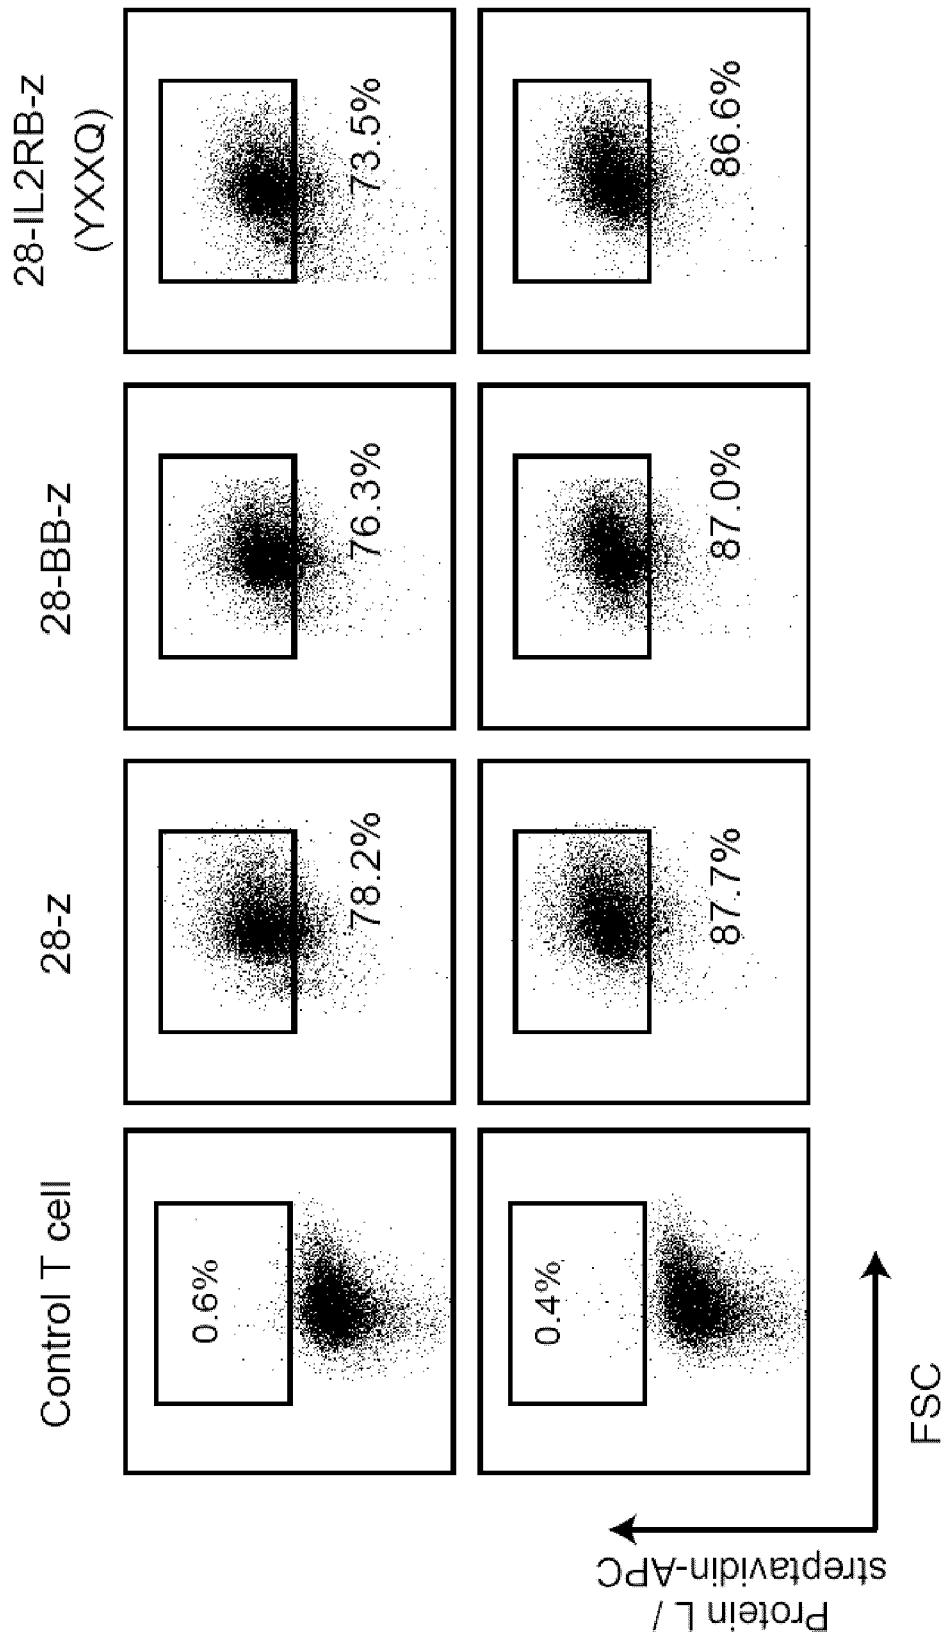 Control T cell
28-z
28-BB-z
28-IL2RB-z
(YXXQ)
0.6%
78.2%
76.3%
73.5%
0.4%
87.7%
87.0%
86.6%
Protein L /
streptavidin-APC
FSC